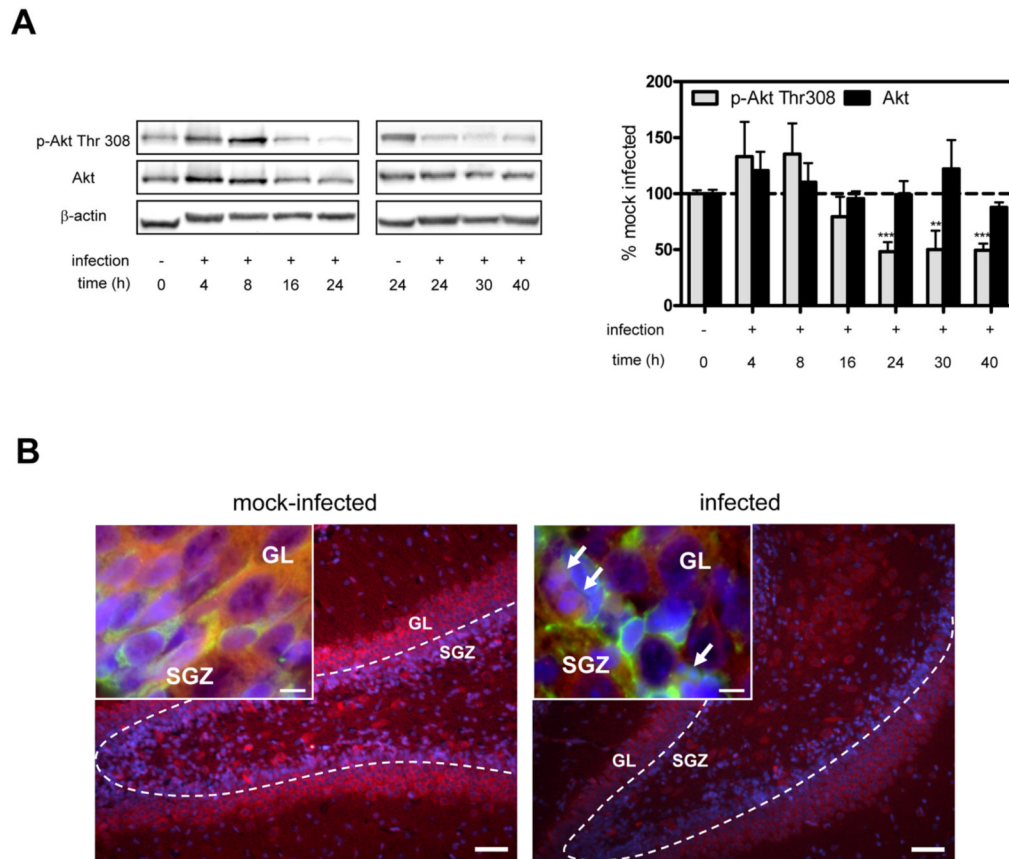 A
p-Akt Thr 308
Akt
β-actin
infection - + + + + - + + +
time (h) 0 4 8 16 24 24 24 30 40
200
150
100
50
0
% mock infected
p-Akt Thr308 Akt
*** ** ***
infection - + + + + + +
time (h) 0 4 8 16 24 30 40
B
mock-infected
GL
SGZ
GL
SGZ
infected
GL
SGZ
GL
SGZ